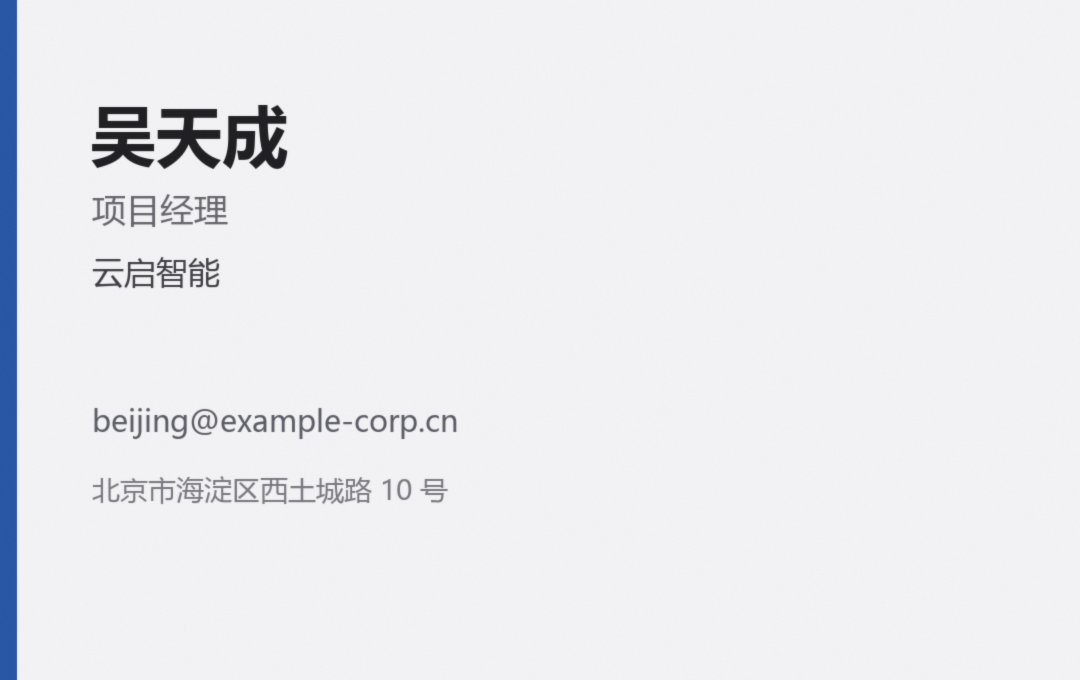 吴天成
项目经理
云启智能
beijing@example-corp.cn
北京市海淀区西土城路 10 号